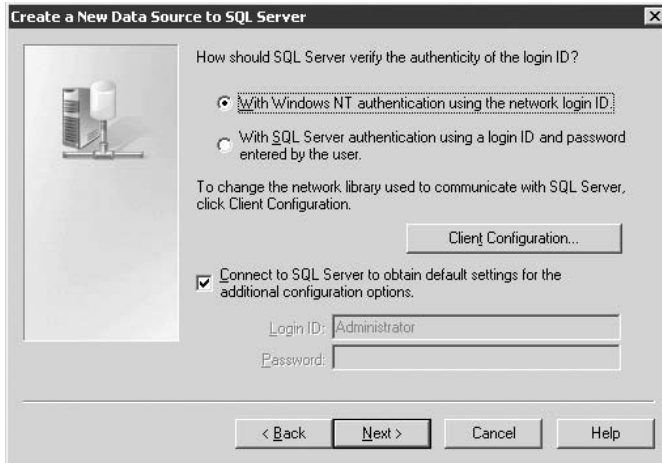 Create a New Data Source to SQL Server
How should SQL Server verify the authenticity of the login ID?
With Windows NT authentication using the network login ID.
With SQL Server authentication using a login ID and password
entered by the user.
To change the network library used to communicate with SQL Server,
click Client Configuration.
Client Configuration...
Connect to SQL Server to obtain default settings for the
additional configuration options.
Login ID: Administrator
Password:
< Back Next > Cancel Help